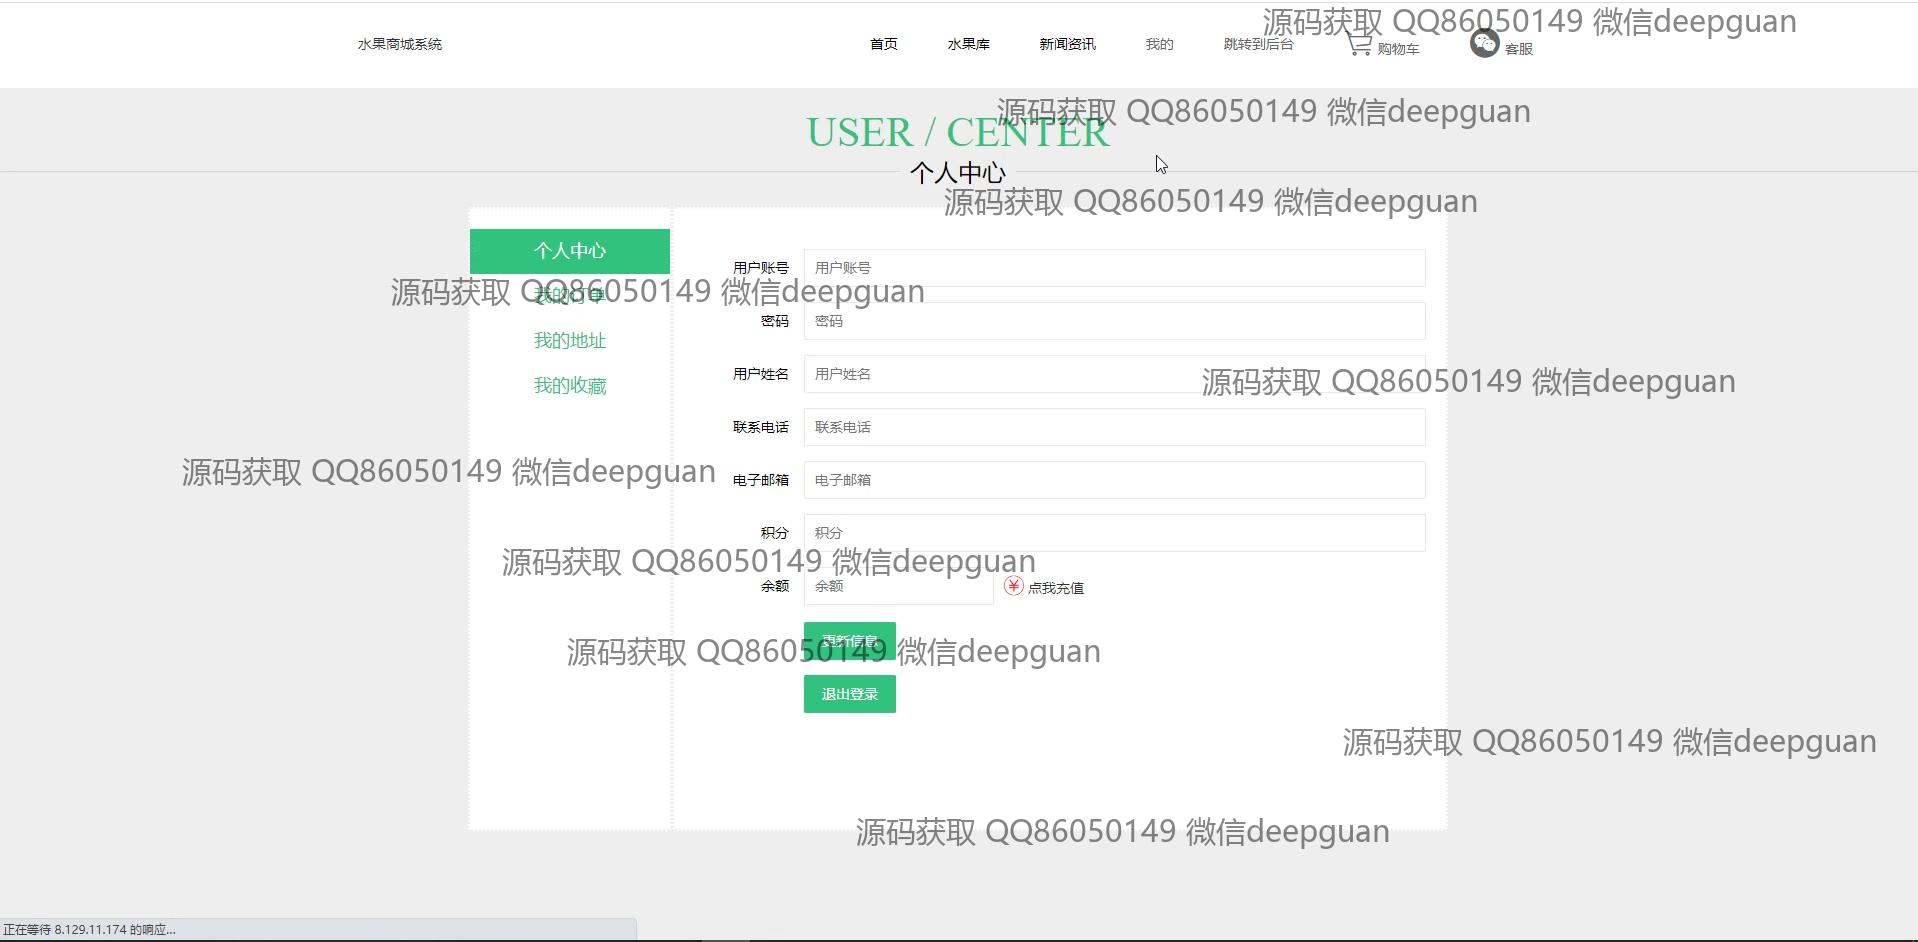 源码获取 QQ86050149 微信deepguan
水果商城系统 首页 水果库 新闻资讯 我的 跳转到后台 购物车 客服
源码获取 QQ86050149 微信deepguan
USER / CENTER
个人中心
源码获取 QQ86050149 微信deepguan
个人中心
用户账号 用户账号
源码获取 QQ86050149 微信deepguan
我的订单
密码 密码
我的地址
用户姓名 用户姓名
源码获取 QQ86050149 微信deepguan
我的收藏
联系电话 联系电话
源码获取 QQ86050149 微信deepguan
电子邮箱 电子邮箱
积分 积分
源码获取 QQ86050149 微信deepguan
余额 余额 ¥ 点我充值
更新信息
源码获取 QQ86050149 微信deepguan
退出登录
源码获取 QQ86050149 微信deepguan
源码获取 QQ86050149 微信deepguan
正在等待 8.129.11.174 的响应...